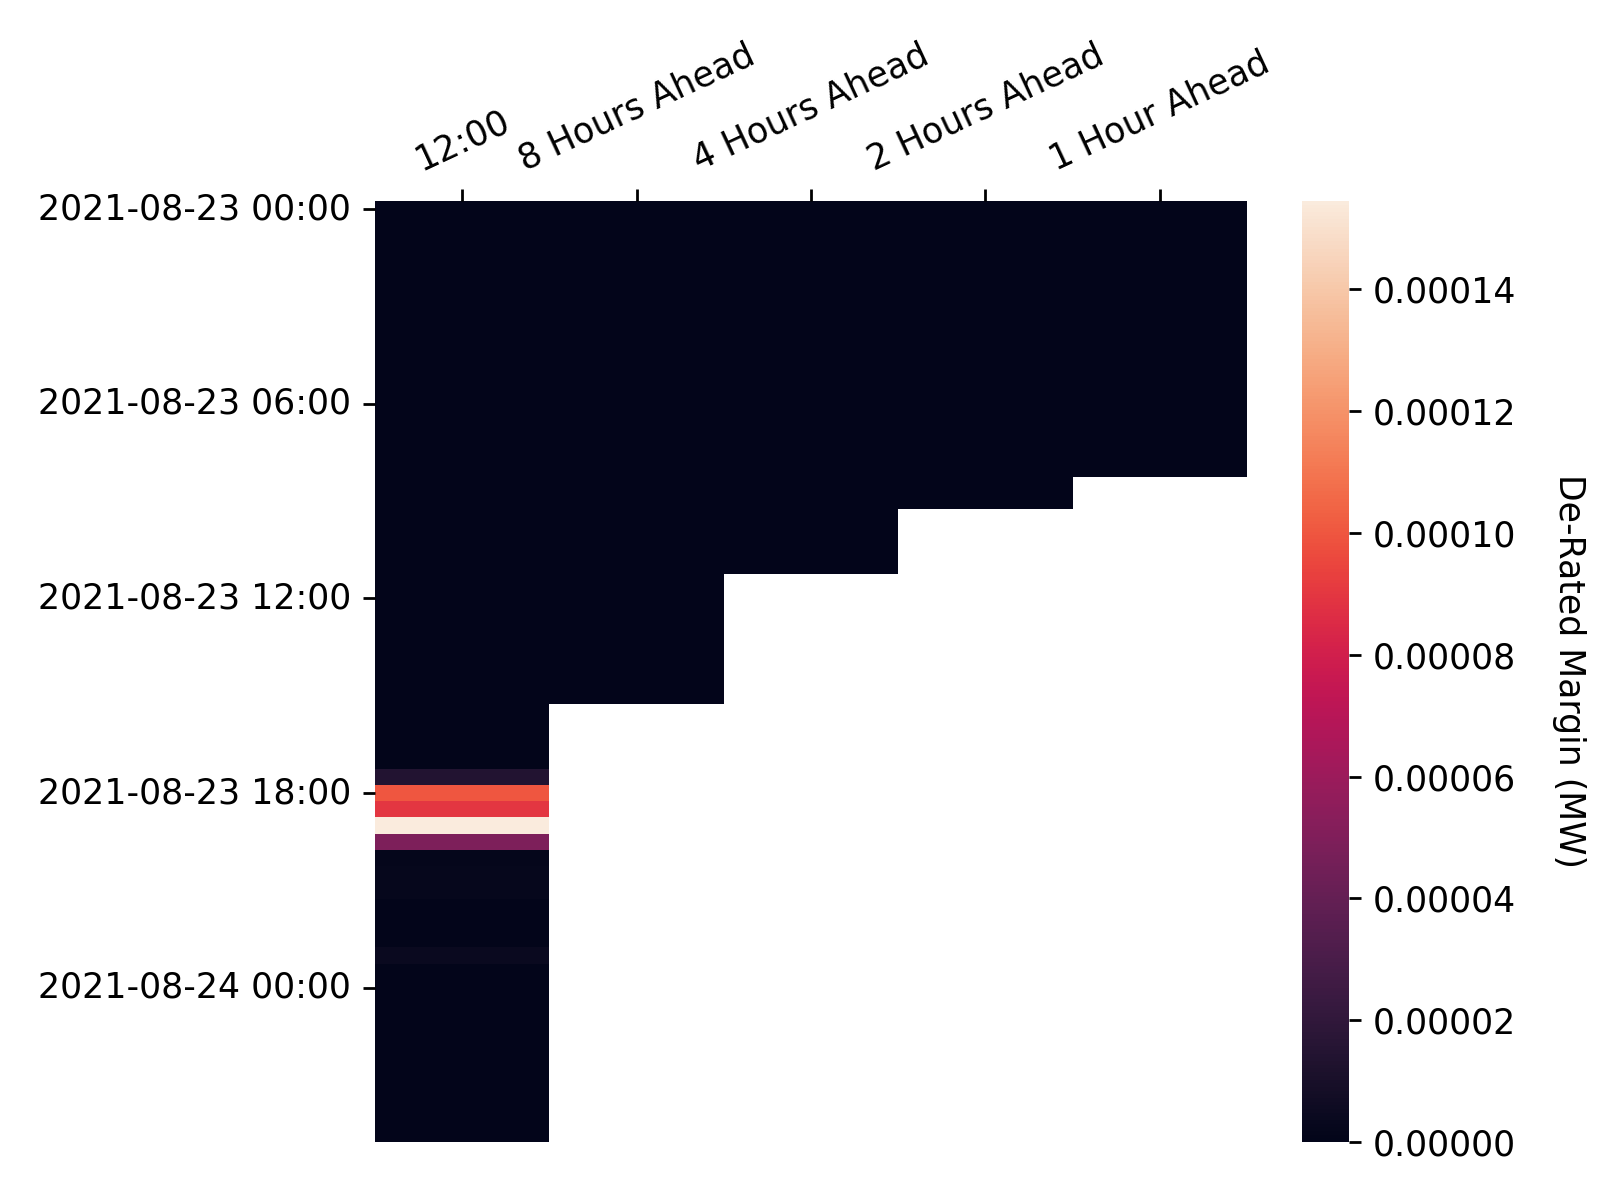 12:00
8 Hours Ahead
4 Hours Ahead
2 Hours Ahead
1 Hour Ahead
2021-08-23 00:00
2021-08-23 06:00
2021-08-23 12:00
2021-08-23 18:00
2021-08-24 00:00
0.00014
0.00012
0.00010
0.00008
0.00006
0.00004
0.00002
0.00000
De-Rated Margin (MW)